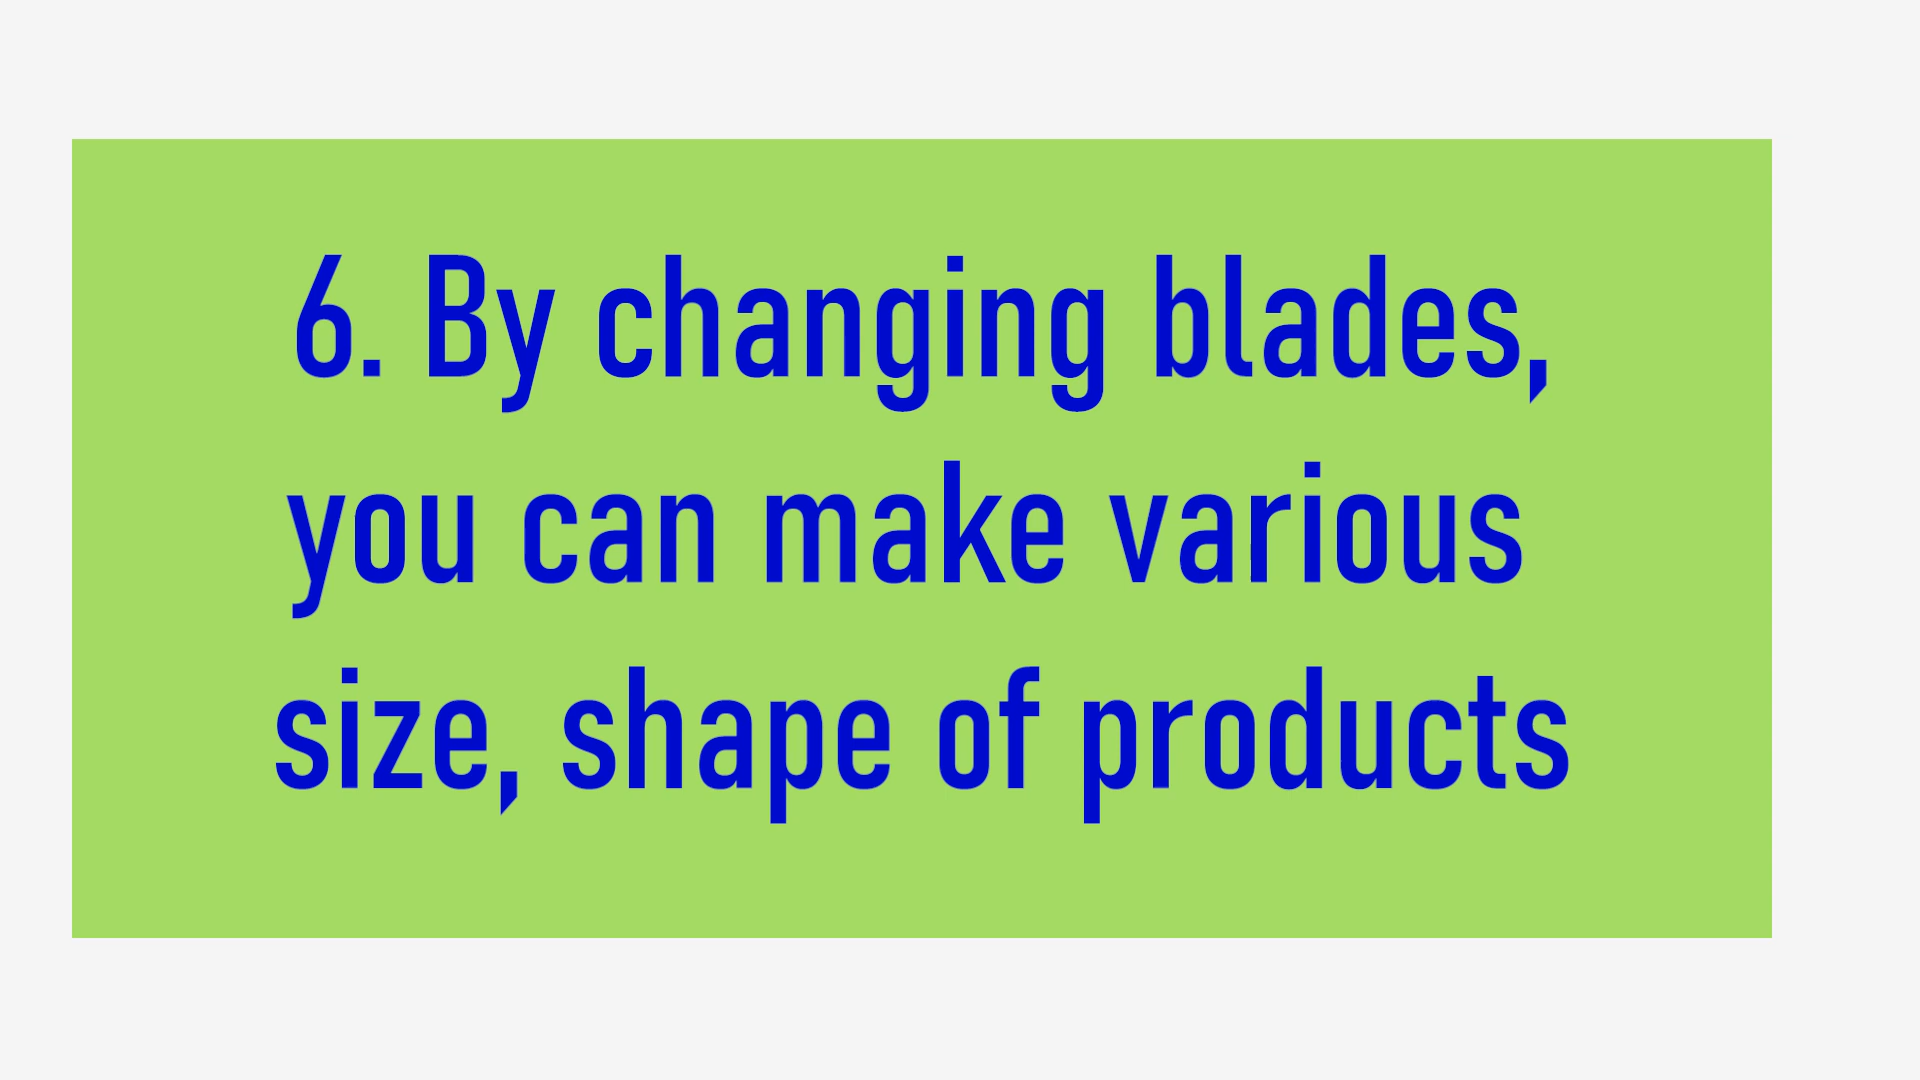 6. By changing blades,
you can make various
size, shape of products